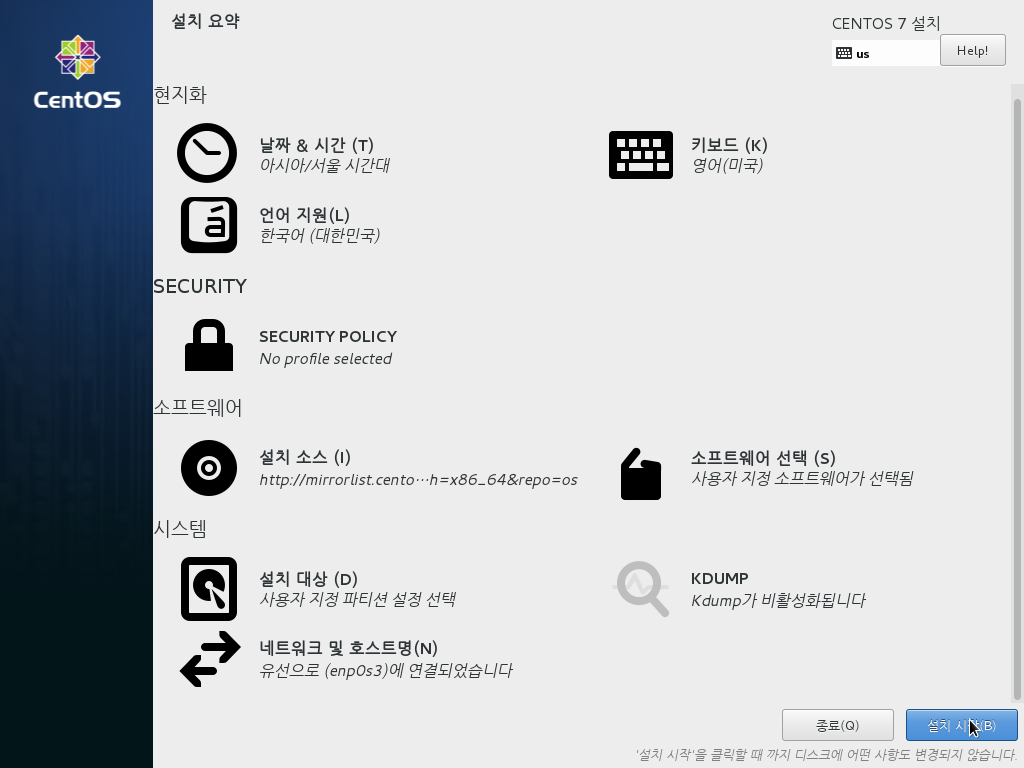 CentOS
설치 요약
CENTOS 7 설치
us
Help!
현지화
날짜 & 시간 (T)
아시아/서울 시간대
키보드 (K)
영어(미국)
언어 지원(L)
한국어 (대한민국)
SECURITY
SECURITY POLICY
No profile selected
소프트웨어
설치 소스 (I)
http://mirrorlist.cento…h=x86_64&repo=os
소프트웨어 선택 (S)
사용자 지정 소프트웨어가 선택됨
시스템
설치 대상 (D)
사용자 지정 파티션 설정 선택
KDUMP
Kdump가 비활성화됩니다
네트워크 및 호스트명(N)
유선으로 (enp0s3)에 연결되었습니다
종료(Q)
설치 시작(B)
'설치 시작'을 클릭할 때 까지 디스크에 어떤 사항도 변경되지 않습니다.